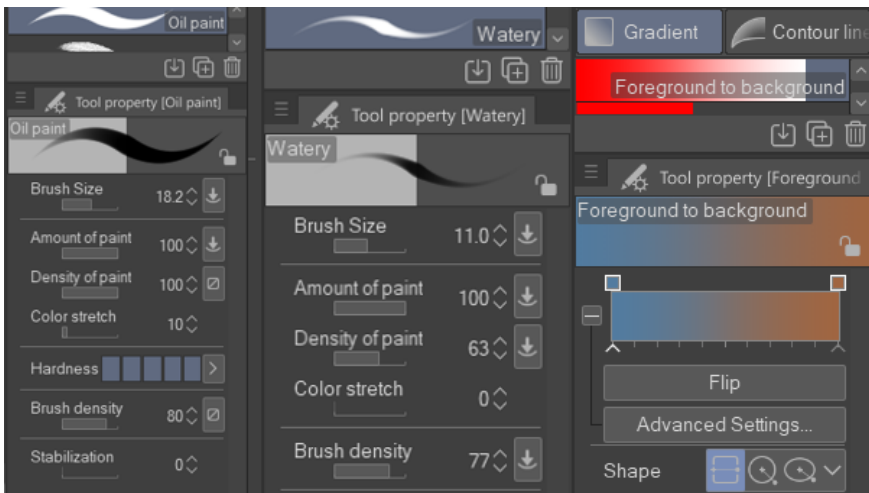 Oil paint
Tool property [Oil paint]
Oil paint
Brush Size 18.2
Amount of paint 100
Density of paint 100
Color stretch 10
Hardness
Brush density 80
Stabilization 0
Watery
Tool property [Watery]
Watery
Brush Size 11.0
Amount of paint 100
Density of paint 63
Color stretch 0
Brush density 77
Gradient Contour line
Foreground to background
Tool property [Foreground
Foreground to background
Flip
Advanced Settings...
Shape